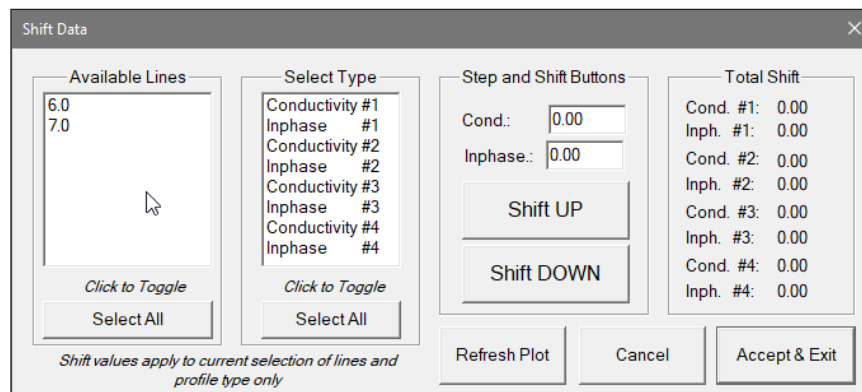 Shift Data
Available Lines
6.0
7.0
Click to Toggle
Select All
Select Type
Conductivity #1
Inphase #1
Conductivity #2
Inphase #2
Conductivity #3
Inphase #3
Conductivity #4
Inphase #4
Click to Toggle
Select All
Shift values apply to current selection of lines and
profile type only
Step and Shift Buttons
Cond.: 0.00
Inphase.: 0.00
Shift UP
Shift DOWN
Total Shift
Cond. #1: 0.00
Inph. #1: 0.00
Cond. #2: 0.00
Inph. #2: 0.00
Cond. #3: 0.00
Inph. #3: 0.00
Cond. #4: 0.00
Inph. #4: 0.00
Refresh Plot
Cancel
Accept & Exit